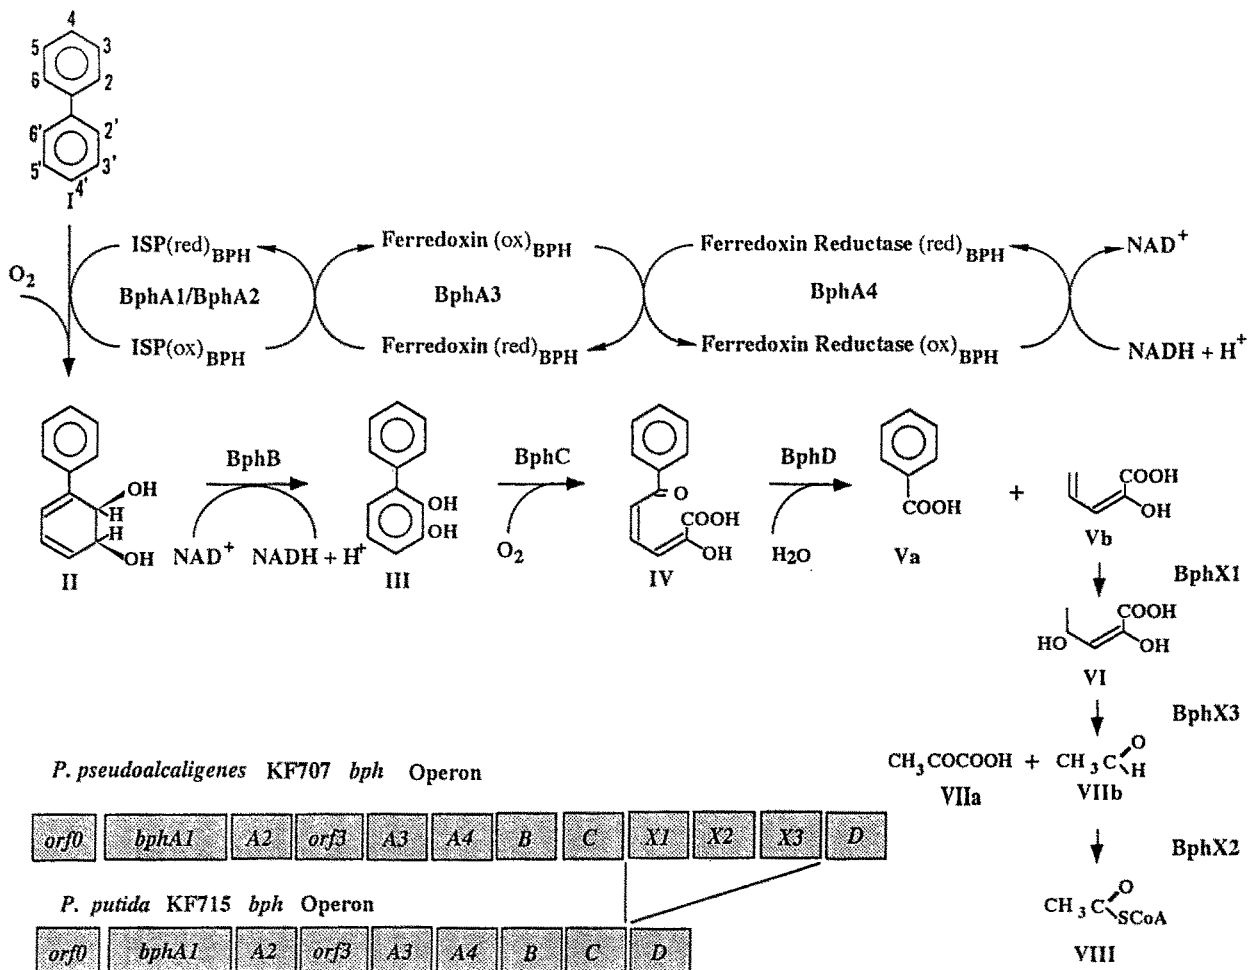 4
5 3
6 2
6' 2'
5' 3'
4'
I
O2
ISP(red)BPH Ferredoxin (ox)BPH Ferredoxin Reductase (red)BPH NAD+
BphA1/BphA2 BphA3 BphA4
ISP(ox)BPH Ferredoxin (red)BPH Ferredoxin Reductase (ox)BPH NADH + H+
OH
H
H
OH
II
BphB
NAD+ NADH + H+
OH
OH
III
BphC
O2
O
COOH
OH
IV
BphD
H2O
COOH
Va
+
COOH
OH
Vb
BphX1
COOH
HO OH
VI
BphX3
CH3COCOOH + CH3C O H
VIIa VIIb
BphX2
O
CH3C SCoA
VIII
P. pseudoalcaligenes KF707 bph Operon
orf0 bphA1 A2 orf3 A3 A4 B C X1 X2 X3 D
P. putida KF715 bph Operon
orf0 bphA1 A2 orf3 A3 A4 B C D